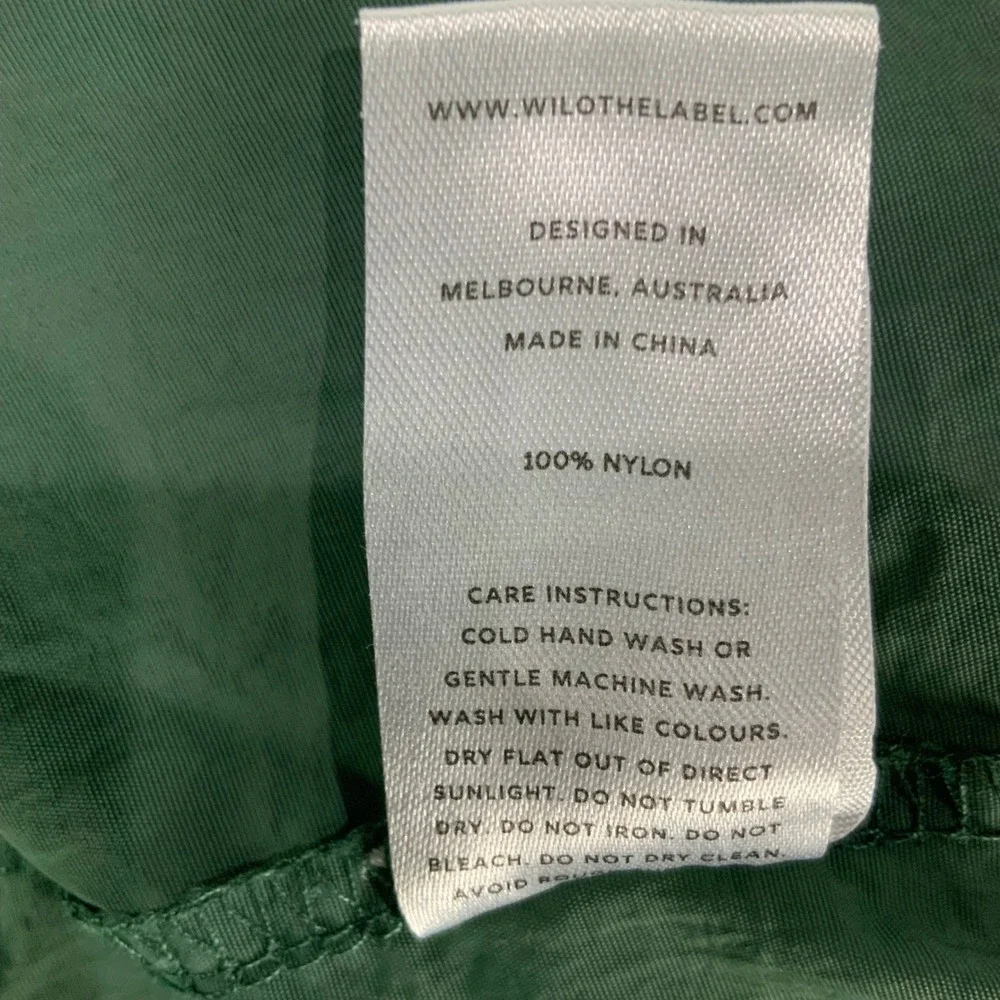 WWW.WILOTHELABEL.COM
DESIGNED IN
MELBOURNE, AUSTRALIA
MADE IN CHINA
100% NYLON
CARE INSTRUCTIONS:
COLD HAND WASH OR
GENTLE MACHINE WASH.
WASH WITH LIKE COLOURS.
DRY FLAT OUT OF DIRECT
SUNLIGHT. DO NOT TUMBLE
DRY. DO NOT IRON. DO NOT
BLEACH. DO NOT DRY CLEAN.
AVOID